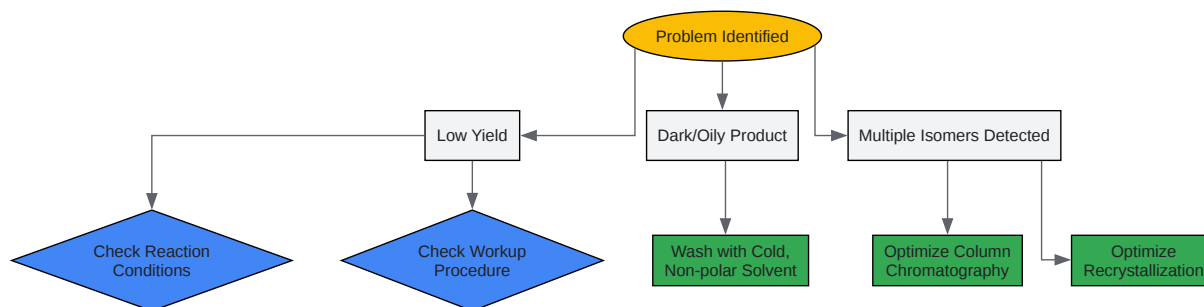 Problem Identified
Low Yield
Dark/Oily Product
Multiple Isomers Detected
Check Reaction
Conditions
Check Workup
Procedure
Wash with Cold,
Non-polar Solvent
Optimize Column
Chromatography
Optimize
Recrystallization